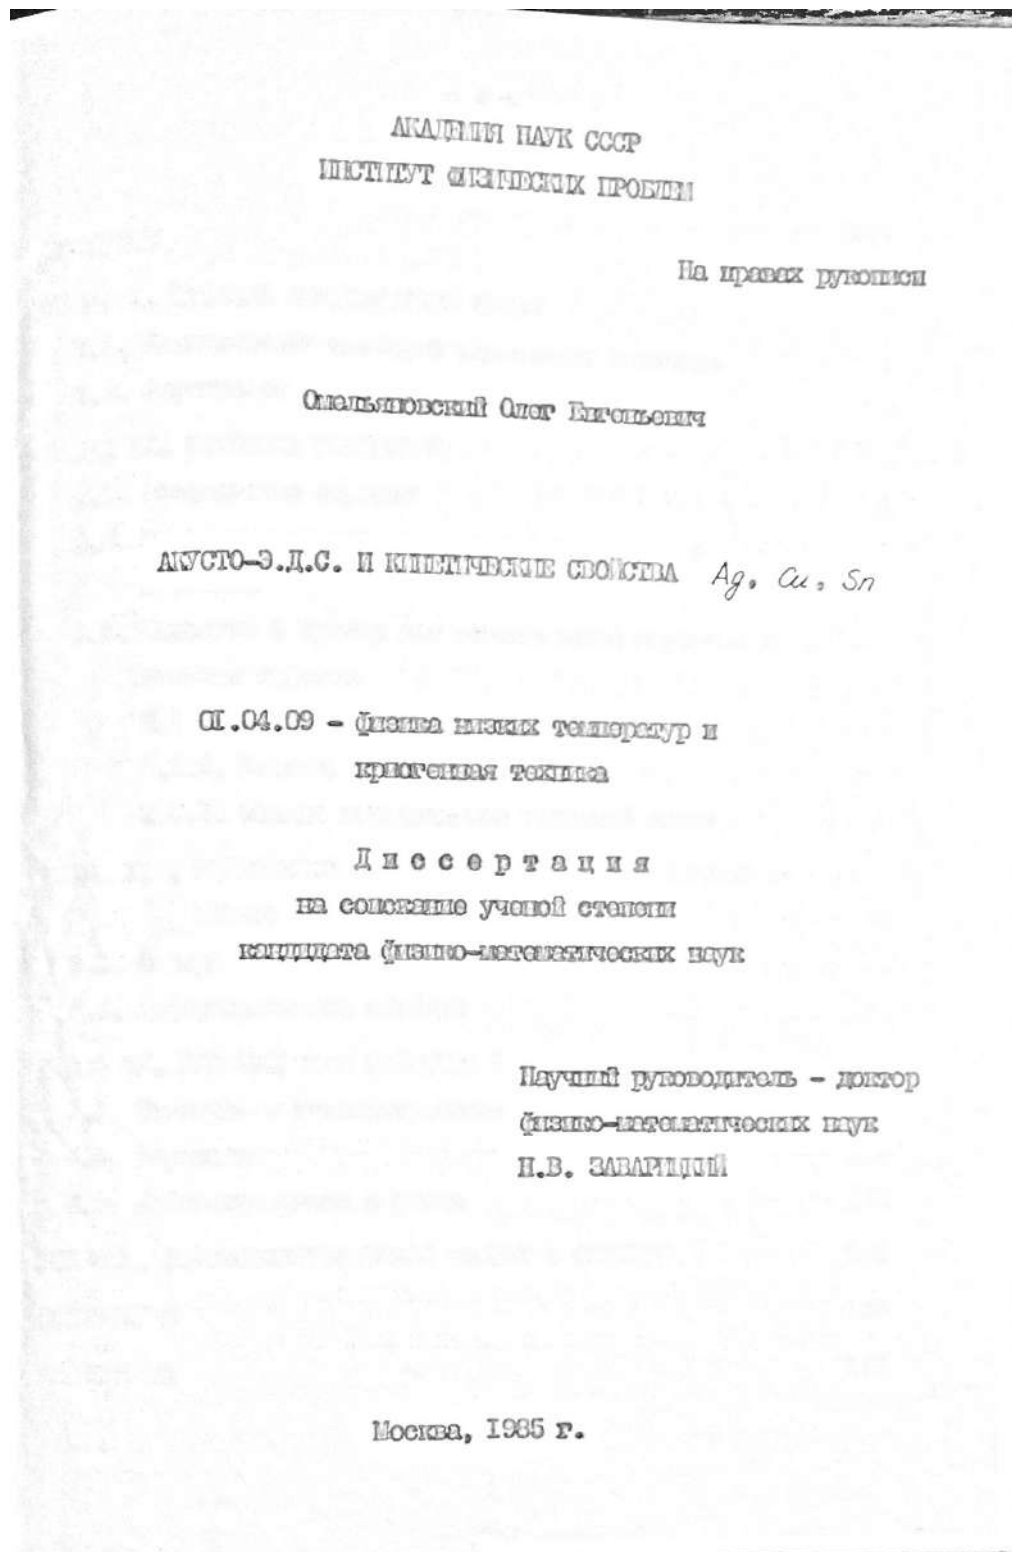 АКАДЕМИЯ НАУК СССР
ИНСТИТУТ ФИЗИЧЕСКИХ ПРОБЛЕМ
На правах рукописи
Омельяновский Олег Евгеньевич
АКУСТО-Э.Д.С. И КИНЕТИЧЕСКИЕ СВОЙСТВА Ag, Cu, Sn
01.04.09 - физика низких температур и
криогенная техника
Д и с с е р т а ц и я
на соискание ученой степени
кандидата физико-математических наук
Научный руководитель - доктор
физико-математических наук
Н.В. ЗАВАРИЦКИЙ
Москва, 1985 г.